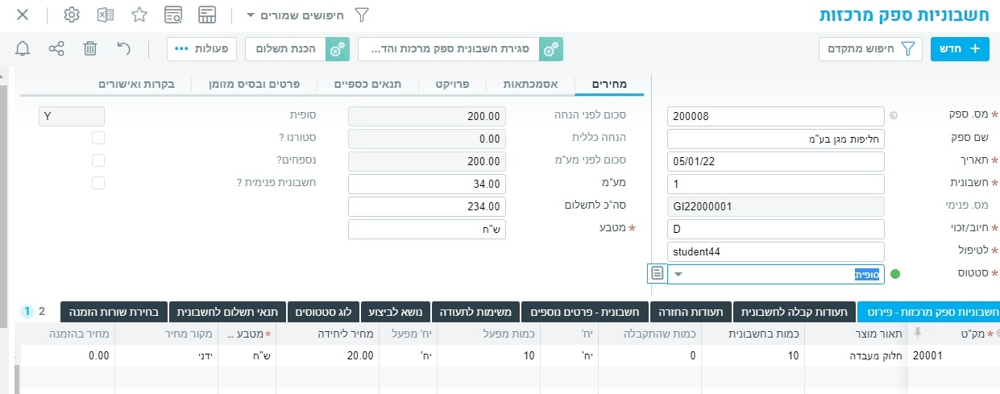 חשבוניות ספק מרכזות
חיפושים שמורים
+ חדש
חיפוש מתקדם
סגירת חשבונית ספק מרכזת והד...
הכנת תשלום
פעולות •••
מחירים
אסמכתאות
פרויקט
תנאים כספיים
פרטים ובסיס מזומן
בקרות ואישורים
* מס. ספק 200008
שם ספק חליפות מגן בע"מ
* תאריך 05/01/22
* חשבונית 1
מס. פנימי GI22000001
* חיוב/זכוי D
* לטיפול student44
* סטטוס סופית
סכום לפני הנחה 200.00
הנחה כללית 0.00
סכום לפני מע"מ 200.00
מע"מ 34.00
סה"כ לתשלום 234.00
* מטבע ש"ח
סופית Y
סטורנו ?
נספחים?
חשבונית פנימית ?
חשבוניות ספק מרכזות - פירוט
תעודות קבלה לחשבונית
תעודות החזרה
חשבונית - פרטים נוספים
משימות לתעודה
נושא לביצוע
לוג סטטוסים
תנאי תשלום לחשבונית
בחירת שורות הזמנה
1 2
* מק"ט תאור מוצר כמות בחשבונית כמות שהתקבלה יח' כמות מפעל יח' מפעל מחיר ליחידה * מטבע ... מקור מחיר מחיר בהזמנה
20001 חלוק מעבדה 10 0 יח' 10 יח' 20.00 ש"ח ידני 0.00